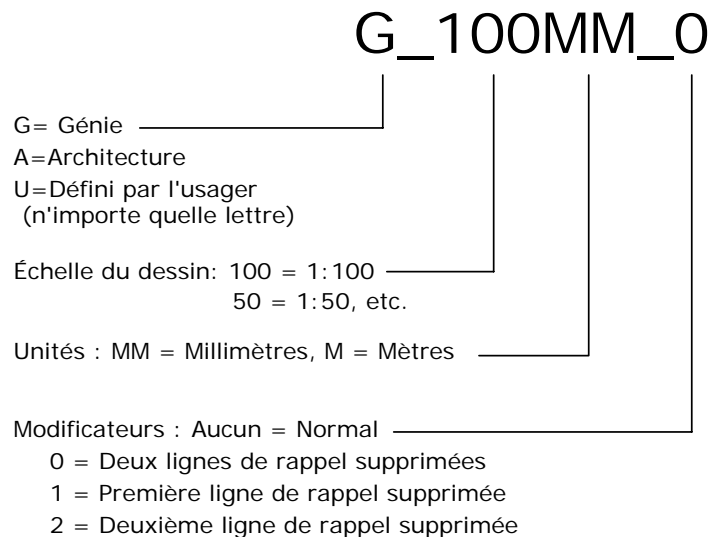 G_100MM_0
G= Génie
A=Architecture
U=Défini par l'usager
(n'importe quelle lettre)
Échelle du dessin: 100 = 1:100
50 = 1:50, etc.
Unités : MM = Millimètres, M = Mètres
Modificateurs : Aucun = Normal
0 = Deux lignes de rappel supprimées
1 = Première ligne de rappel supprimée
2 = Deuxième ligne de rappel supprimée